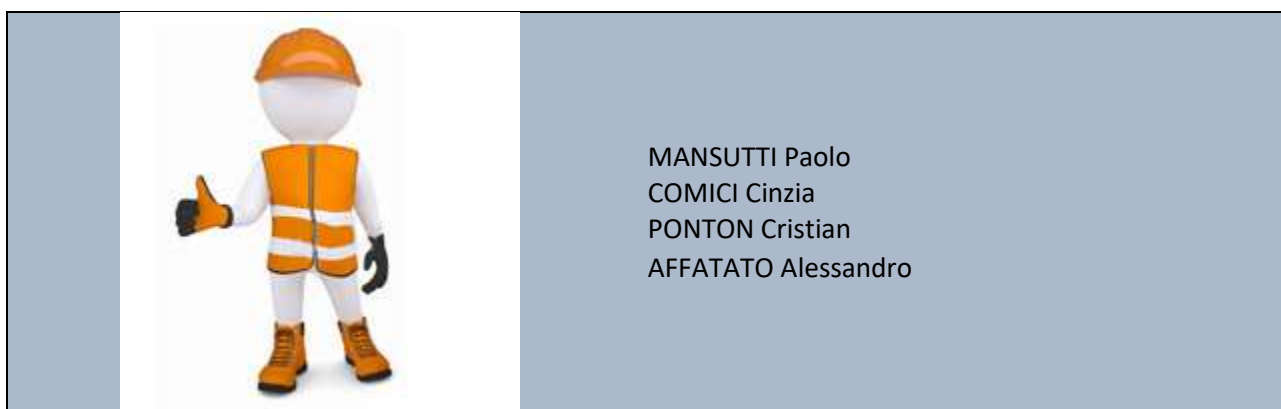 MANSUTTI Paolo
COMICI Cinzia
PONTON Cristian
AFFATATO Alessandro